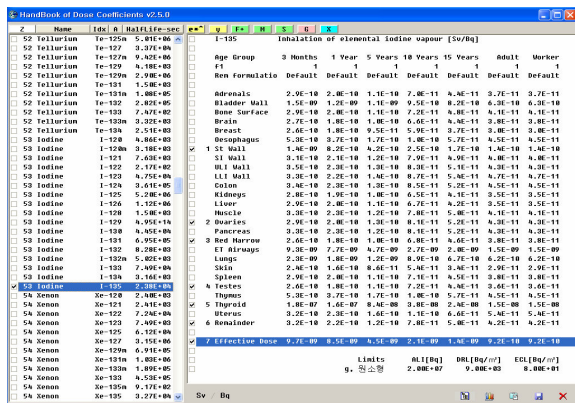 HandBook of Dose Coefficients v2.5.0
Z Name Idx A HalfLife-sec
52 Tellurium Te-125m 5.01E+06
52 Tellurium Te-127 3.37E+04
52 Tellurium Te-127m 9.42E+06
52 Tellurium Te-129 4.18E+03
52 Tellurium Te-129m 2.90E+06
52 Tellurium Te-131 1.50E+03
52 Tellurium Te-131m 1.08E+05
52 Tellurium Te-132 2.82E+05
52 Tellurium Te-133 7.47E+02
52 Tellurium Te-133m 3.32E+03
52 Tellurium Te-134 2.51E+03
53 Iodine I-120 4.86E+03
53 Iodine I-120m 3.18E+03
53 Iodine I-121 7.63E+03
53 Iodine I-122 2.17E+02
53 Iodine I-123 4.75E+04
53 Iodine I-124 3.61E+05
53 Iodine I-125 5.20E+06
53 Iodine I-126 1.12E+06
53 Iodine I-128 1.50E+03
53 Iodine I-129 4.95E+14
53 Iodine I-130 4.45E+04
53 Iodine I-131 6.95E+05
53 Iodine I-132 8.28E+03
53 Iodine I-132m 5.02E+03
53 Iodine I-133 7.49E+04
53 Iodine I-134 3.16E+03
53 Iodine I-135 2.38E+04
54 Xenon Xe-120 2.40E+03
54 Xenon Xe-121 2.41E+03
54 Xenon Xe-122 7.24E+04
54 Xenon Xe-123 7.49E+03
54 Xenon Xe-125 6.12E+04
54 Xenon Xe-127 3.15E+06
54 Xenon Xe-129m 6.91E+05
54 Xenon Xe-131m 1.03E+06
54 Xenon Xe-133m 1.89E+05
54 Xenon Xe-133 4.53E+05
54 Xenon Xe-135m 9.17E+02
54 Xenon Xe-135 3.27E+04
γ F+ M S G X
I-135 Inhalation of elemental iodine vapour [Sv/Bq]
Age Group 3 Months 1 Year 5 Years 10 Years 15 Years Adult Worker
f1 1 1 1 1 1 1 1
Rem formulatio Default Default Default Default Default Default Default
Adrenals 2.9E-10 2.0E-10 1.1E-10 7.0E-11 4.4E-11 3.7E-11 3.7E-11
Bladder Wall 1.5E-09 1.2E-09 1.1E-09 9.5E-10 8.2E-10 6.3E-10 6.3E-10
Bone Surface 2.9E-10 2.0E-10 1.1E-10 7.2E-11 4.8E-11 4.1E-11 4.1E-11
Brain 2.7E-10 1.8E-10 1.0E-10 6.6E-11 4.4E-11 3.8E-11 3.8E-11
Breast 2.6E-10 1.8E-10 9.5E-11 5.9E-11 3.7E-11 3.0E-11 3.0E-11
Oesophagus 5.3E-10 3.7E-10 1.7E-10 1.0E-10 5.7E-11 4.5E-11 4.5E-11
1 St Wall 1.4E-09 8.2E-10 4.2E-10 2.5E-10 1.7E-10 1.4E-10 1.4E-10
SI Wall 3.1E-10 2.1E-10 1.2E-10 7.9E-11 4.9E-11 4.0E-11 4.0E-11
ULI Wall 3.5E-10 2.3E-10 1.3E-10 8.3E-11 5.1E-11 4.3E-11 4.3E-11
LLI Wall 3.3E-10 2.2E-10 1.4E-10 8.7E-11 5.4E-11 4.7E-11 4.7E-11
Colon 3.4E-10 2.3E-10 1.3E-10 8.5E-11 5.2E-11 4.5E-11 4.5E-11
Kidneys 2.8E-10 1.9E-10 1.0E-10 6.5E-11 4.1E-11 3.5E-11 3.5E-11
Liver 2.9E-10 2.0E-10 1.1E-10 6.7E-11 4.2E-11 3.5E-11 3.5E-11
Muscle 3.3E-10 2.3E-10 1.2E-10 7.8E-11 5.0E-11 4.1E-11 4.1E-11
2 Ovaries 2.9E-10 2.0E-10 1.3E-10 8.1E-11 5.2E-11 4.3E-11 4.3E-11
Pancreas 3.3E-10 2.3E-10 1.2E-10 8.1E-11 5.2E-11 4.3E-11 4.3E-11
3 Red Marrow 2.6E-10 1.8E-10 1.0E-10 6.8E-11 4.6E-11 3.8E-11 3.8E-11
ET Airways 9.3E-09 7.7E-09 4.7E-09 2.7E-09 2.0E-09 1.5E-09 1.5E-09
Lungs 2.3E-09 1.8E-09 1.2E-09 8.9E-10 6.7E-10 6.2E-10 6.2E-10
Skin 2.4E-10 1.6E-10 8.6E-11 5.4E-11 3.4E-11 2.9E-11 2.9E-11
Spleen 2.9E-10 2.0E-10 1.1E-10 7.1E-11 4.5E-11 3.8E-11 3.8E-11
4 Testes 2.6E-10 1.8E-10 1.1E-10 7.2E-11 4.4E-11 3.6E-11 3.6E-11
Thymus 5.3E-10 3.7E-10 1.7E-10 1.0E-10 5.7E-11 4.5E-11 4.5E-11
5 Thyroid 1.8E-07 1.6E-07 8.4E-08 3.8E-08 2.4E-08 1.5E-08 1.5E-08
Uterus 3.2E-10 2.3E-10 1.6E-10 1.1E-10 6.6E-11 5.4E-11 5.4E-11
6 Remainder 3.2E-10 2.2E-10 1.2E-10 7.8E-11 5.0E-11 4.2E-11 4.2E-11
7 Effective Dose 9.7E-09 8.5E-09 4.5E-09 2.1E-09 1.4E-09 9.2E-10 9.2E-10
Limits ALI[Bq] DRL[Bq/m³] ECL[Bq/m³]
g. 원소형 2.00E+07 9.00E+03 8.00E+01
Sv / Bq